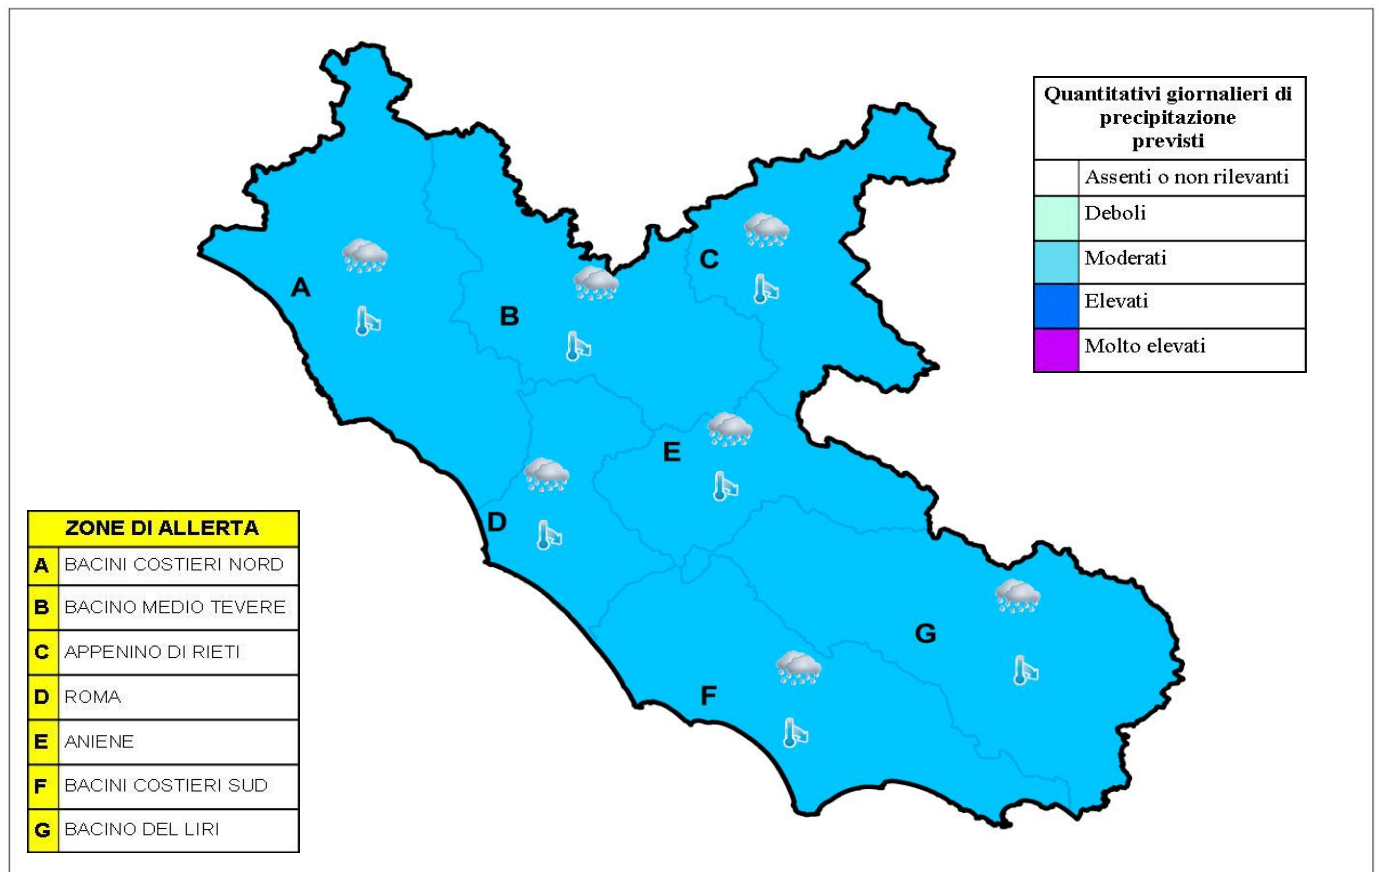 Quantitativi giornalieri di
precipitazione
previsti
Assenti o non rilevanti
Deboli
Moderati
Elevati
Molto elevati
A
B
C
D
E
F
G
ZONE DI ALLERTA
A BACINI COSTIERI NORD
B BACINO MEDIO TEVERE
C APPENINO DI RIETI
D ROMA
E ANIENE
F BACINI COSTIERI SUD
G BACINO DEL LIRI